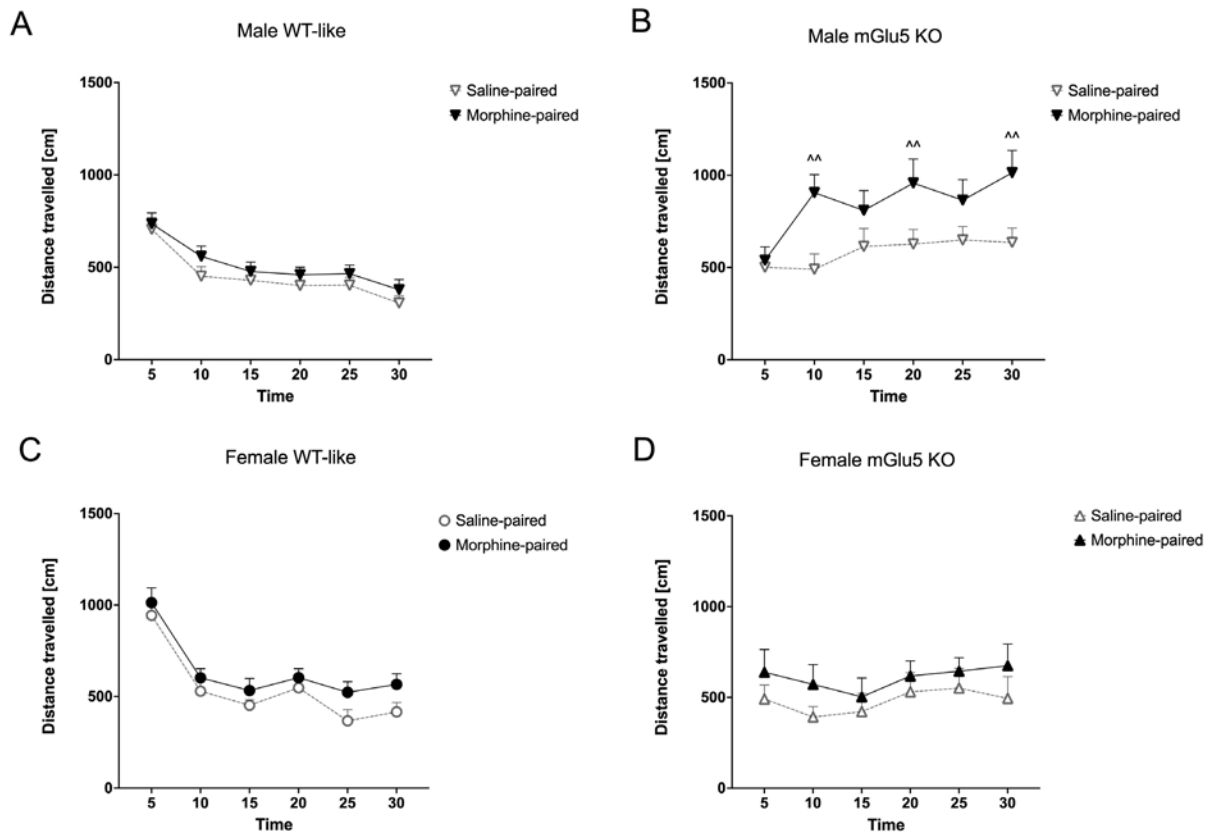 A
Male WT-like
1500
1000
500
0
Distance travelled [cm]
5 10 15 20 25 30
Time
Saline-paired
Morphine-paired
B
Male mGlu5 KO
1500
1000
500
0
Distance travelled [cm]
^^ ^^ ^^
5 10 15 20 25 30
Time
Saline-paired
Morphine-paired
C
Female WT-like
1500
1000
500
0
Distance travelled [cm]
5 10 15 20 25 30
Time
Saline-paired
Morphine-paired
D
Female mGlu5 KO
1500
1000
500
0
Distance travelled [cm]
5 10 15 20 25 30
Time
Saline-paired
Morphine-paired